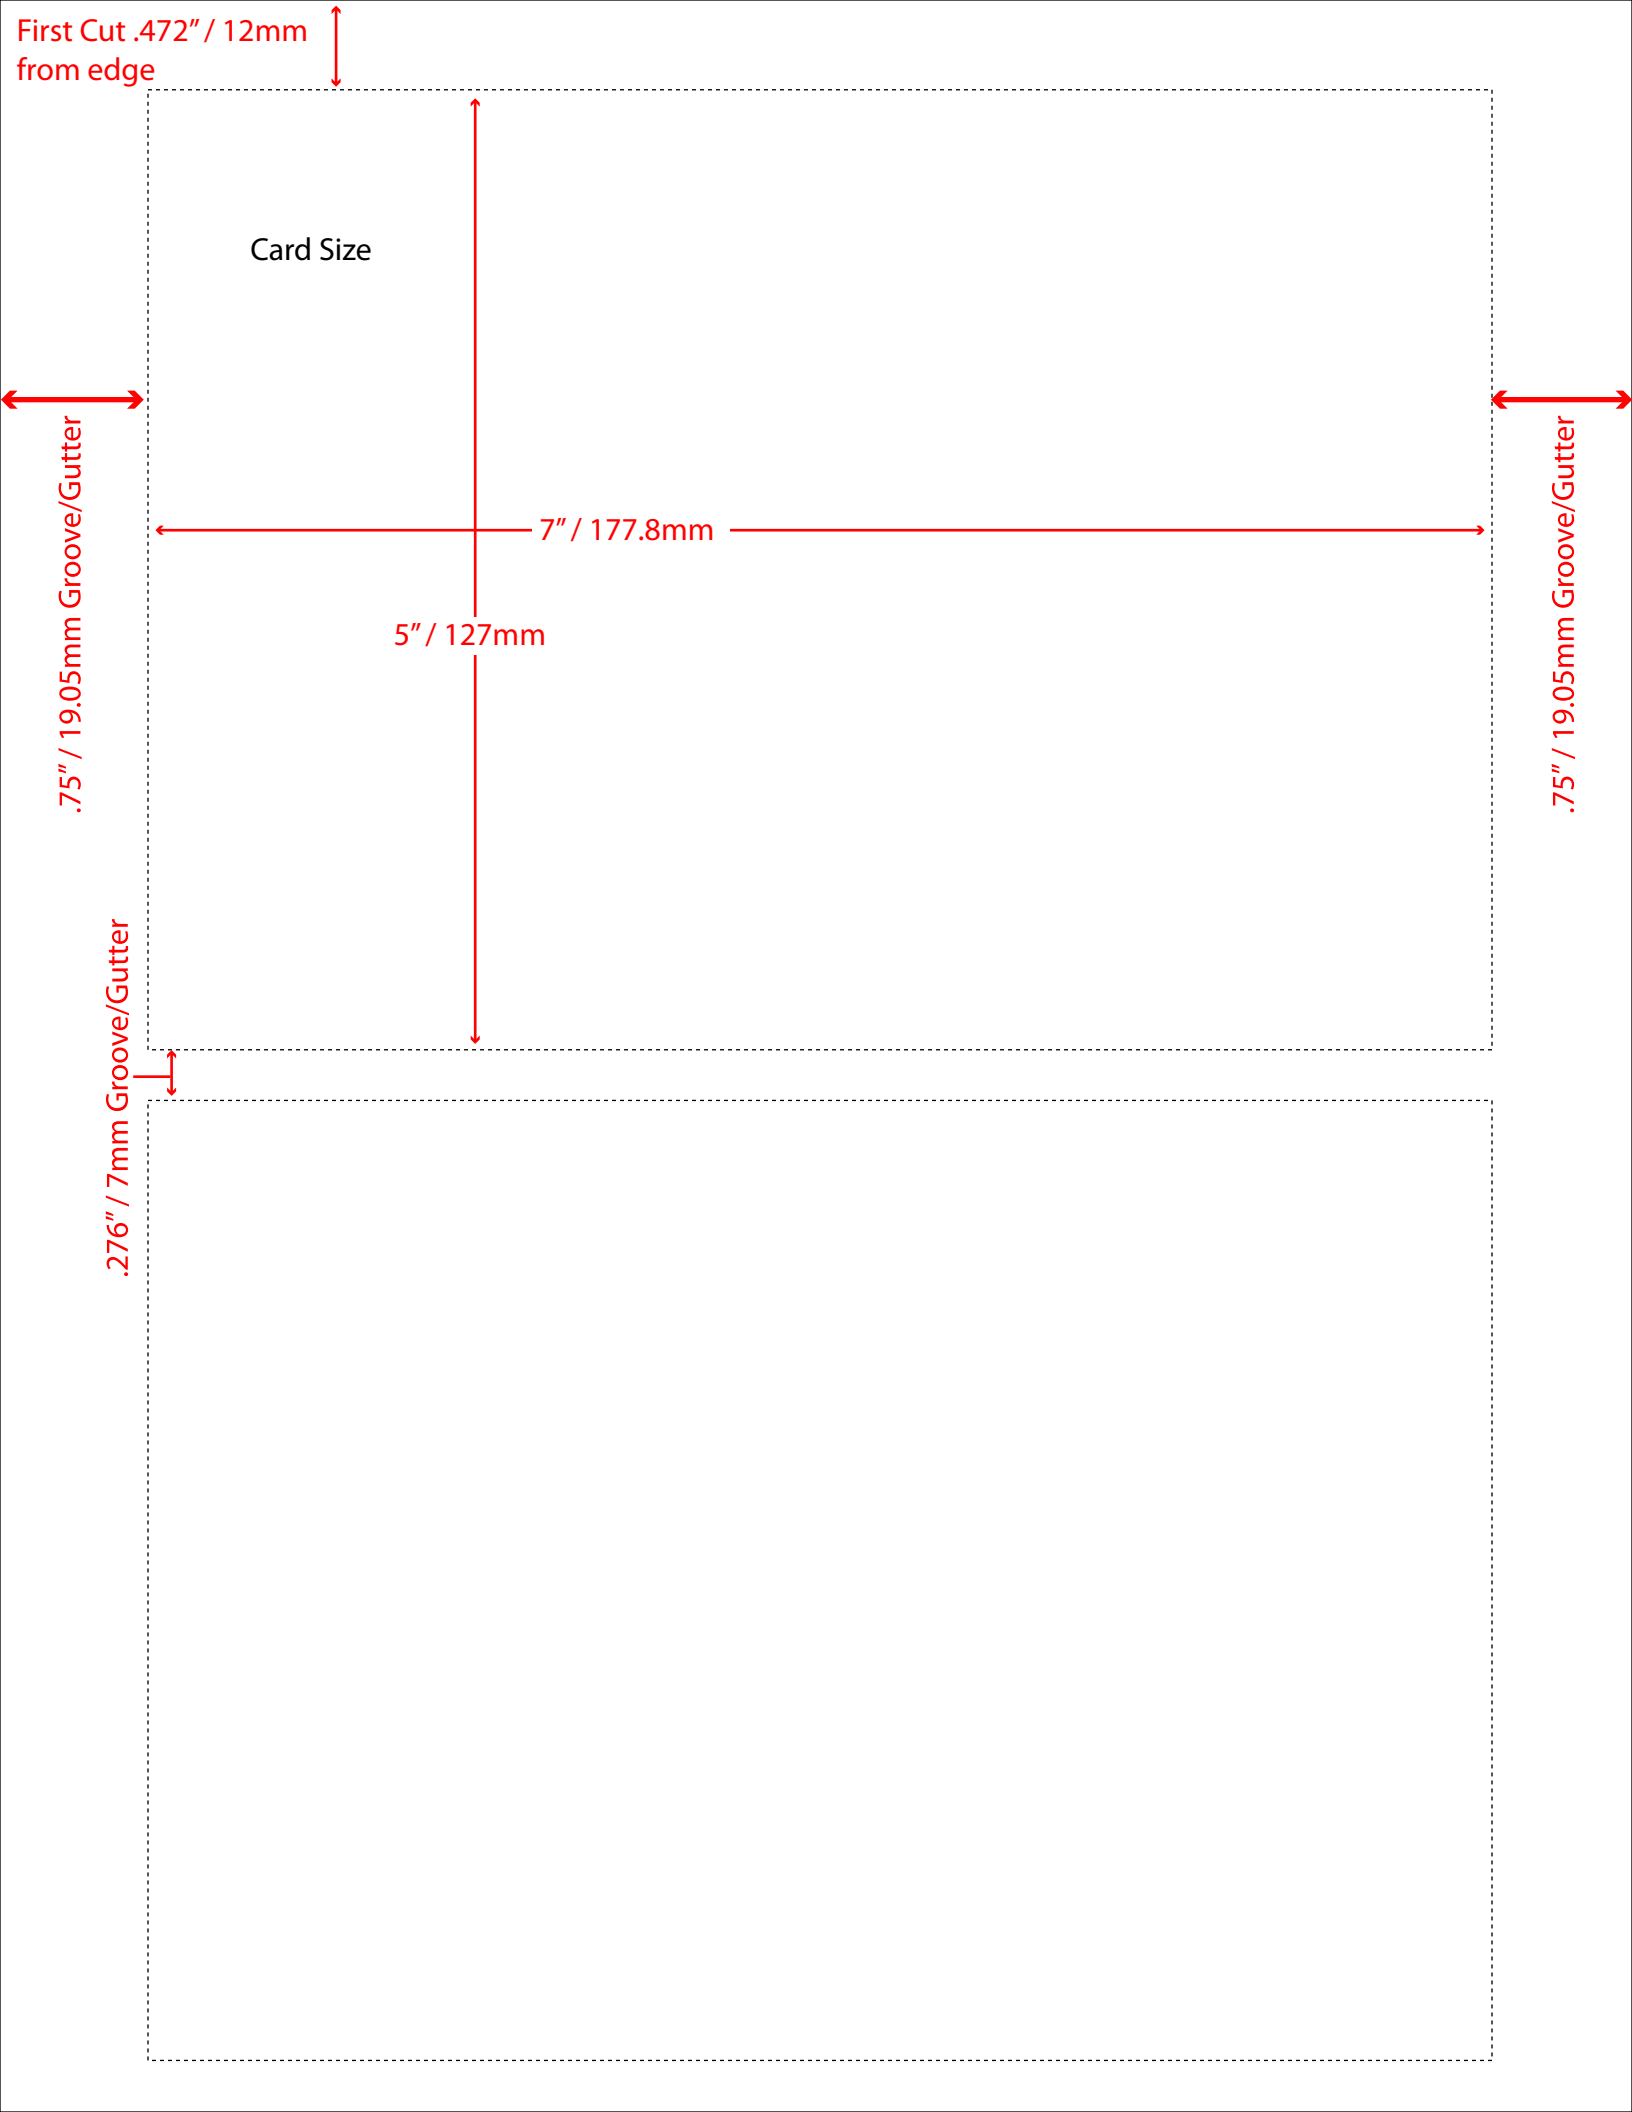 First Cut .472” / 12mm
from edge
Card Size
.75” / 19.05mm Groove/Gutter
.75” / 19.05mm Groove/Gutter
7” / 177.8mm
5” / 127mm
.276” / 7mm Groove/Gutter